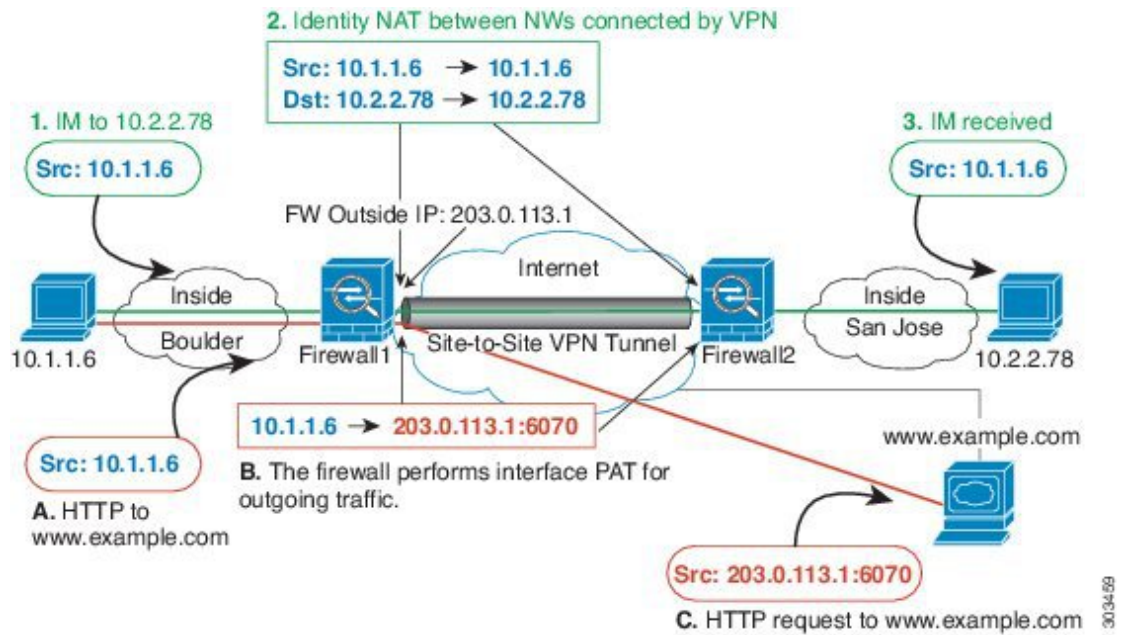 2. Identity NAT between NWs connected by VPN
Src: 10.1.1.6 → 10.1.1.6
Dst: 10.2.2.78 → 10.2.2.78
1. IM to 10.2.2.78
Src: 10.1.1.6
3. IM received
Src: 10.1.1.6
FW Outside IP: 203.0.113.1
Internet
Inside
Boulder
Inside
San Jose
10.1.1.6
Firewall1
Site-to-Site VPN Tunnel
Firewall2
10.2.2.78
10.1.1.6 → 203.0.113.1:6070
B. The firewall performs interface PAT for
outgoing traffic.
www.example.com
Src: 10.1.1.6
A. HTTP to
www.example.com
Src: 203.0.113.1:6070
C. HTTP request to www.example.com
303459